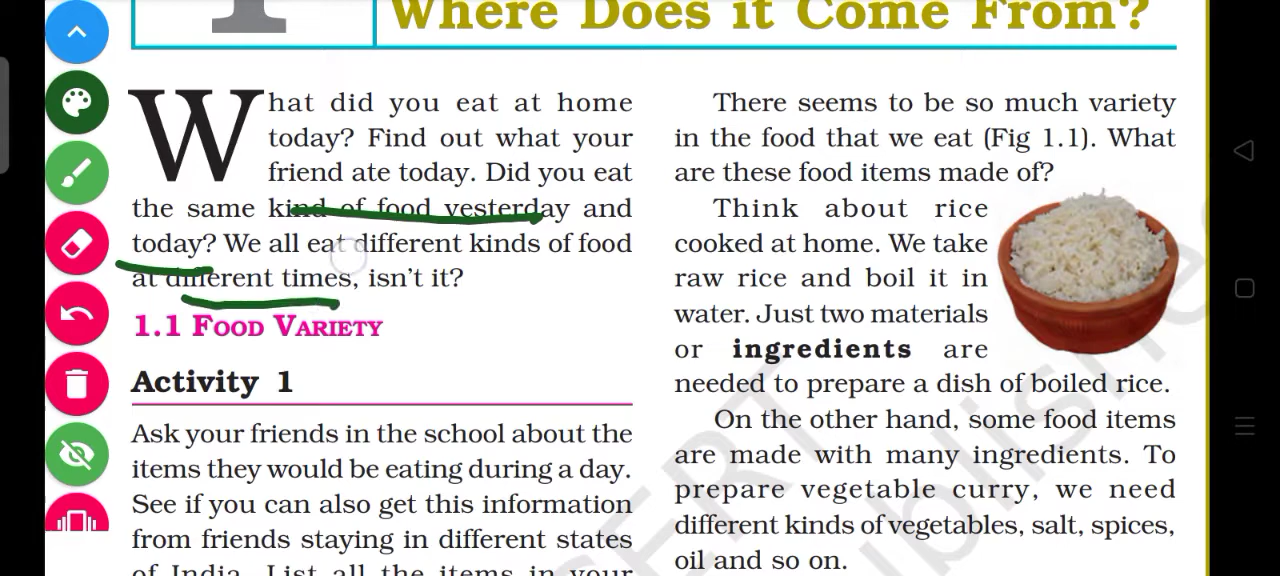 Where Does it Come From?
What did you eat at home
today? Find out what your
friend ate today. Did you eat
the same kind of food yesterday and
today? We all eat different kinds of food
at different times, isn't it?
1.1 FOOD VARIETY
Activity 1
Ask your friends in the school about the
items they would be eating during a day.
See if you can also get this information
from friends staying in different states
of India. List all the items in your
There seems to be so much variety
in the food that we eat (Fig 1.1). What
are these food items made of?
Think about rice
cooked at home. We take
raw rice and boil it in
water. Just two materials
or ingredients are
needed to prepare a dish of boiled rice.
On the other hand, some food items
are made with many ingredients. To
prepare vegetable curry, we need
different kinds of vegetables, salt, spices,
oil and so on.